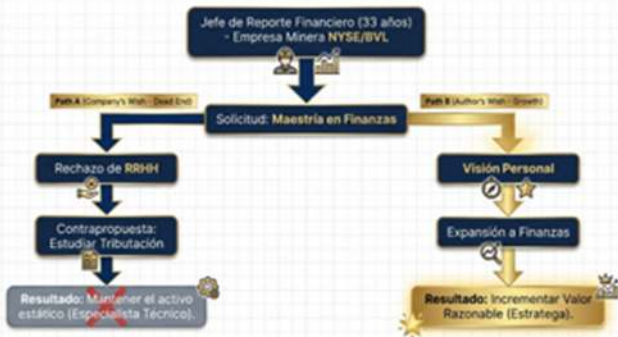 Jefe de Reporte Financiero (33 años)
- Empresa Minera NYSE/BVL
Path A (Company's Wish - Dead End)
Path B (Author's Wish - Growth)
Solicitud: Maestría en Finanzas
Rechazo de RRHH
Visión Personal
Contrapropuesta:
Estudiar Tributación
Expansión a Finanzas
Resultado: Mantener el activo
estático (Especialista Técnico).
Resultado: Incrementar Valor
Razonable (Estratega).